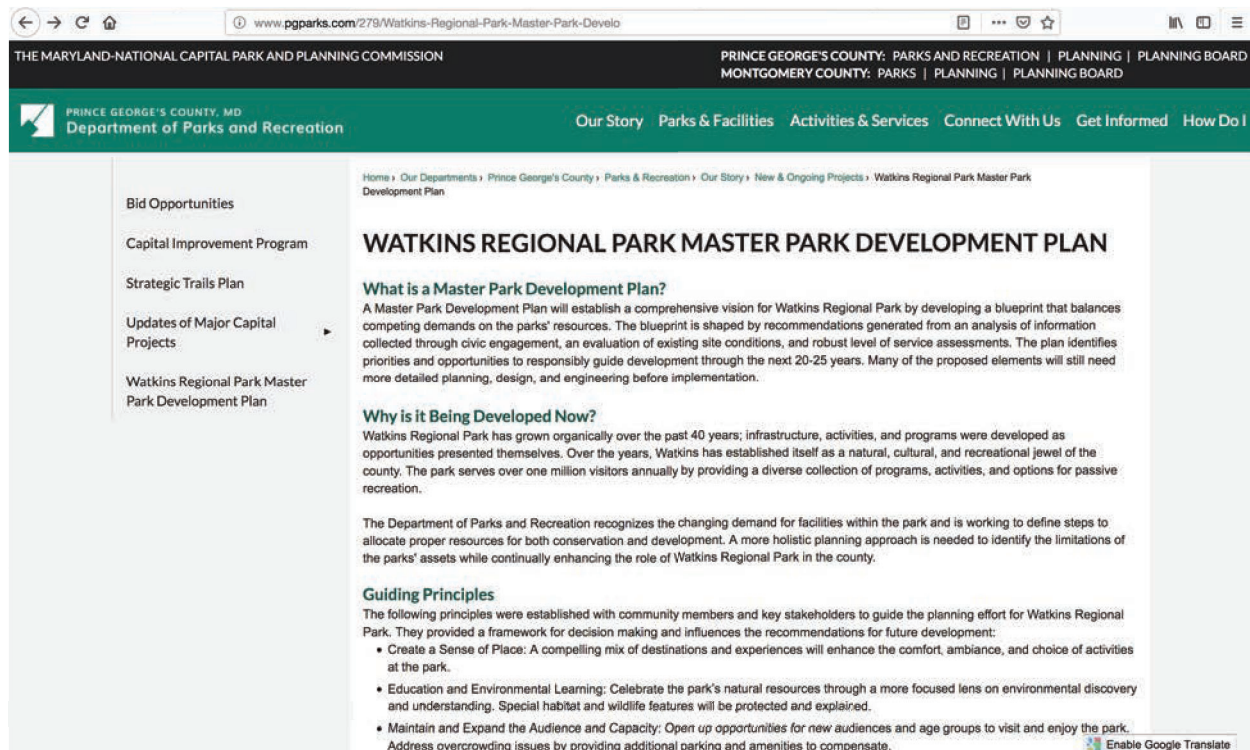 www.pgparks.com/279/Watkins-Regional-Park-Master-Park-Develo
THE MARYLAND-NATIONAL CAPITAL PARK AND PLANNING COMMISSION
PRINCE GEORGE'S COUNTY: PARKS AND RECREATION | PLANNING | PLANNING BOARD
MONTGOMERY COUNTY: PARKS | PLANNING | PLANNING BOARD
PRINCE GEORGE'S COUNTY, MD
Department of Parks and Recreation
Our Story Parks & Facilities Activities & Services Connect With Us Get Informed How Do I
Bid Opportunities
Capital Improvement Program
Strategic Trails Plan
Updates of Major Capital
Projects
Watkins Regional Park Master
Park Development Plan
Home › Our Departments › Prince George's County › Parks & Recreation › Our Story › New & Ongoing Projects › Watkins Regional Park Master Park
Development Plan
WATKINS REGIONAL PARK MASTER PARK DEVELOPMENT PLAN
What is a Master Park Development Plan?
A Master Park Development Plan will establish a comprehensive vision for Watkins Regional Park by developing a blueprint that balances
competing demands on the parks' resources. The blueprint is shaped by recommendations generated from an analysis of information
collected through civic engagement, an evaluation of existing site conditions, and robust level of service assessments. The plan identifies
priorities and opportunities to responsibly guide development through the next 20-25 years. Many of the proposed elements will still need
more detailed planning, design, and engineering before implementation.
Why is it Being Developed Now?
Watkins Regional Park has grown organically over the past 40 years; infrastructure, activities, and programs were developed as
opportunities presented themselves. Over the years, Watkins has established itself as a natural, cultural, and recreational jewel of the
county. The park serves over one million visitors annually by providing a diverse collection of programs, activities, and options for passive
recreation.
The Department of Parks and Recreation recognizes the changing demand for facilities within the park and is working to define steps to
allocate proper resources for both conservation and development. A more holistic planning approach is needed to identify the limitations of
the parks' assets while continually enhancing the role of Watkins Regional Park in the county.
Guiding Principles
The following principles were established with community members and key stakeholders to guide the planning effort for Watkins Regional
Park. They provided a framework for decision making and influences the recommendations for future development:
• Create a Sense of Place: A compelling mix of destinations and experiences will enhance the comfort, ambiance, and choice of activities
at the park.
• Education and Environmental Learning: Celebrate the park's natural resources through a more focused lens on environmental discovery
and understanding. Special habitat and wildlife features will be protected and explained.
• Maintain and Expand the Audience and Capacity: Open up opportunities for new audiences and age groups to visit and enjoy the park.
Address overcrowding issues by providing additional parking and amenities to compensate.
Enable Google Translate